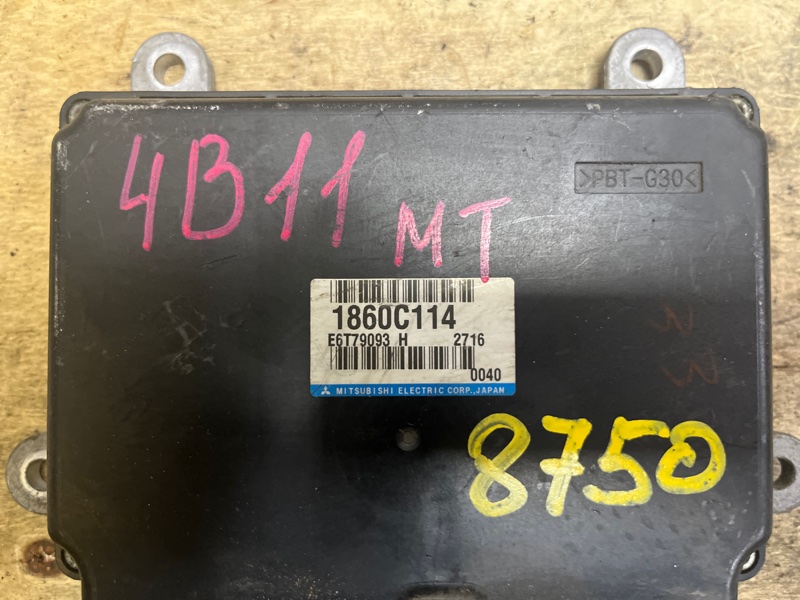 4B11
>PBT-G30<
MT
1860C114
E6T79093 H 2716
0040
MITSUBISHI ELECTRIC CORP.,JAPAN
8750